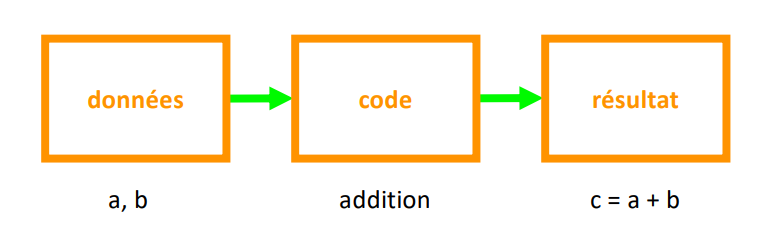 données
code
résultat
a, b
addition
c = a + b